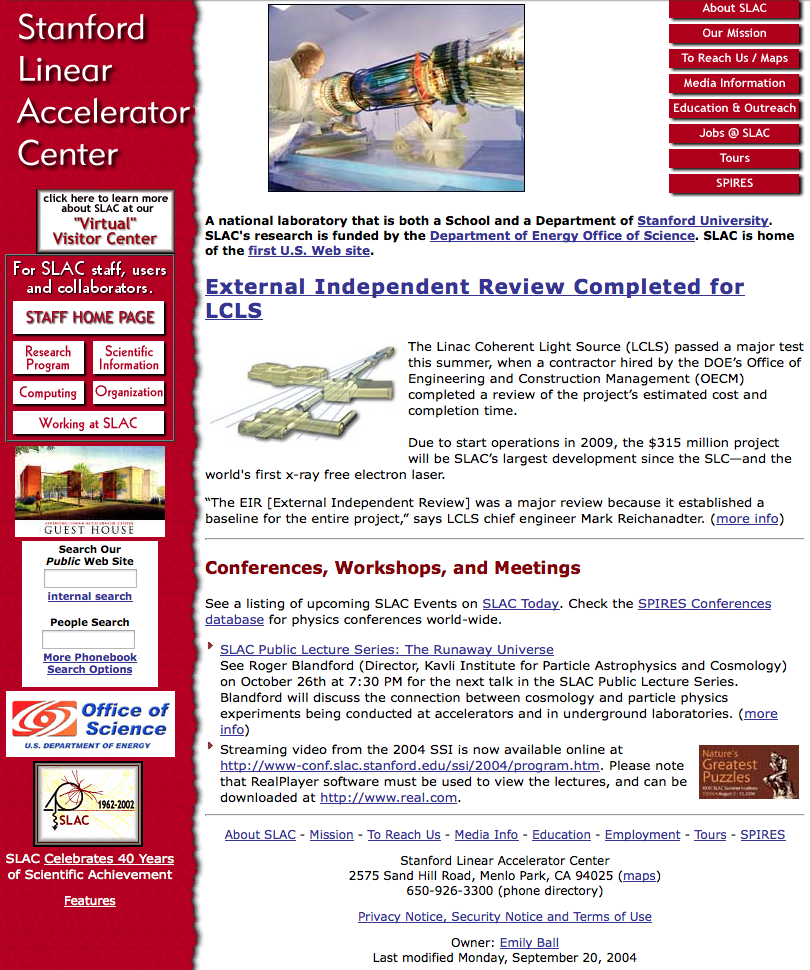 Stanford
Linear
Accelerator
Center
click here to learn more
about SLAC at our
"Virtual"
Visitor Center
For SLAC staff, users
and collaborators.
STAFF HOME PAGE
Research
Program
Scientific
Information
Computing
Organization
Working at SLAC
STANFORD LINEAR ACCELERATOR CENTER
GUEST HOUSE
Search Our
Public Web Site
internal search
People Search
More Phonebook
Search Options
Office of
Science
U.S. DEPARTMENT OF ENERGY
1962-2002
SLAC
SLAC Celebrates 40 Years
of Scientific Achievement
Features
About SLAC
Our Mission
To Reach Us / Maps
Media Information
Education & Outreach
Jobs @ SLAC
Tours
SPIRES
A national laboratory that is both a School and a Department of Stanford University.
SLAC's research is funded by the Department of Energy Office of Science. SLAC is home
of the first U.S. Web site.
External Independent Review Completed for
LCLS
The Linac Coherent Light Source (LCLS) passed a major test
this summer, when a contractor hired by the DOE’s Office of
Engineering and Construction Management (OECM)
completed a review of the project’s estimated cost and
completion time.
Due to start operations in 2009, the $315 million project
will be SLAC’s largest development since the SLC—and the
world's first x-ray free electron laser.
“The EIR [External Independent Review] was a major review because it established a
baseline for the entire project,” says LCLS chief engineer Mark Reichanadter. (more info)
Conferences, Workshops, and Meetings
See a listing of upcoming SLAC Events on SLAC Today. Check the SPIRES Conferences
database for physics conferences world-wide.
SLAC Public Lecture Series: The Runaway Universe
See Roger Blandford (Director, Kavli Institute for Particle Astrophysics and Cosmology)
on October 26th at 7:30 PM for the next talk in the SLAC Public Lecture Series.
Blandford will discuss the connection between cosmology and particle physics
experiments being conducted at accelerators and in underground laboratories. (more
info)
Streaming video from the 2004 SSI is now available online at
http://www-conf.slac.stanford.edu/ssi/2004/program.htm. Please note
that RealPlayer software must be used to view the lectures, and can be
downloaded at http://www.real.com.
Nature's
Greatest
Puzzles
About SLAC - Mission - To Reach Us - Media Info - Education - Employment - Tours - SPIRES
Stanford Linear Accelerator Center
2575 Sand Hill Road, Menlo Park, CA 94025 (maps)
650-926-3300 (phone directory)
Privacy Notice, Security Notice and Terms of Use
Owner: Emily Ball
Last modified Monday, September 20, 2004